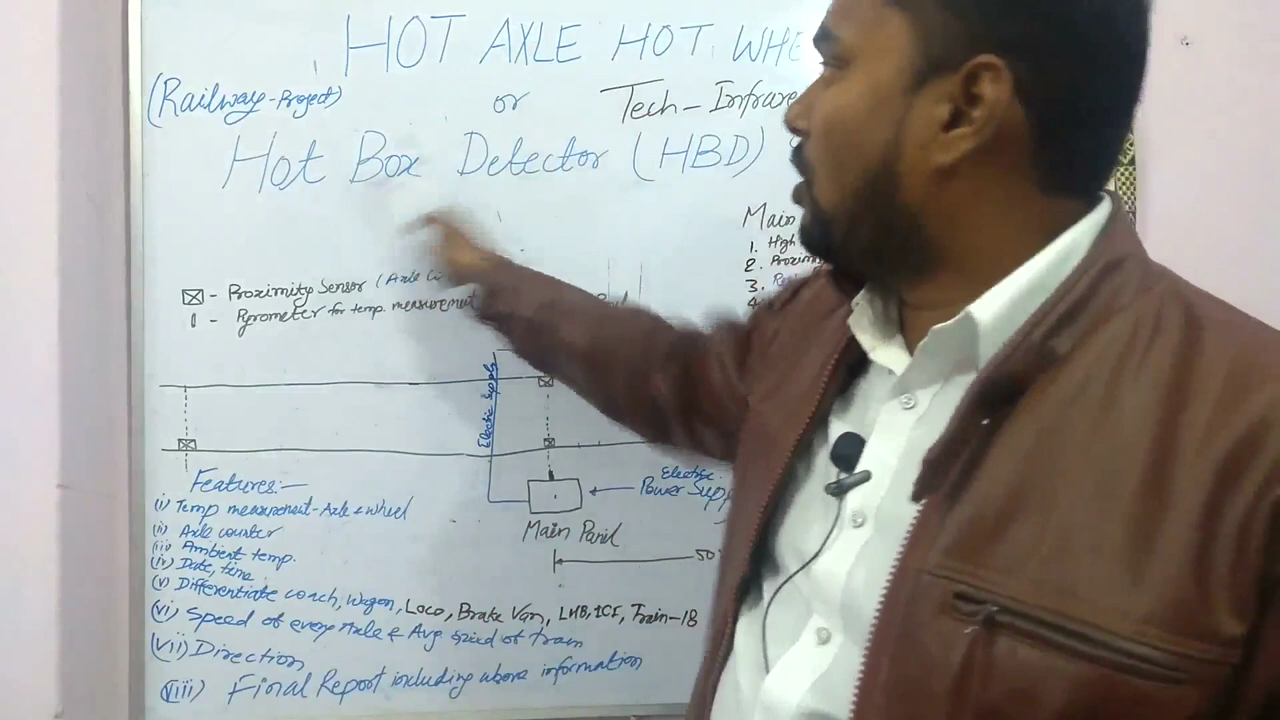 HOT AXLE HOT WHE
(Railway-Project) or Tech-Infrare
Hot Box Detector (HBD)
Main
1. High
2. Proximi
3.
4
- Proximity Sensor (Axle
- Pyrometer for temp. measurement
Electric Supply
Electric
Power Supp
Main Panel
50
Features:-
(i) Temp measurement-Axle & Wheel
(ii) Axle counter
(iii) Ambient temp.
(iv) Date, time
(v) Differentiate coach, Wagon, Loco, Brake Van, LHB, ICF, Train-18
(vi) Speed of every Axle & Avg speed of train
(vii) Direction
(viii) Final Report including above information